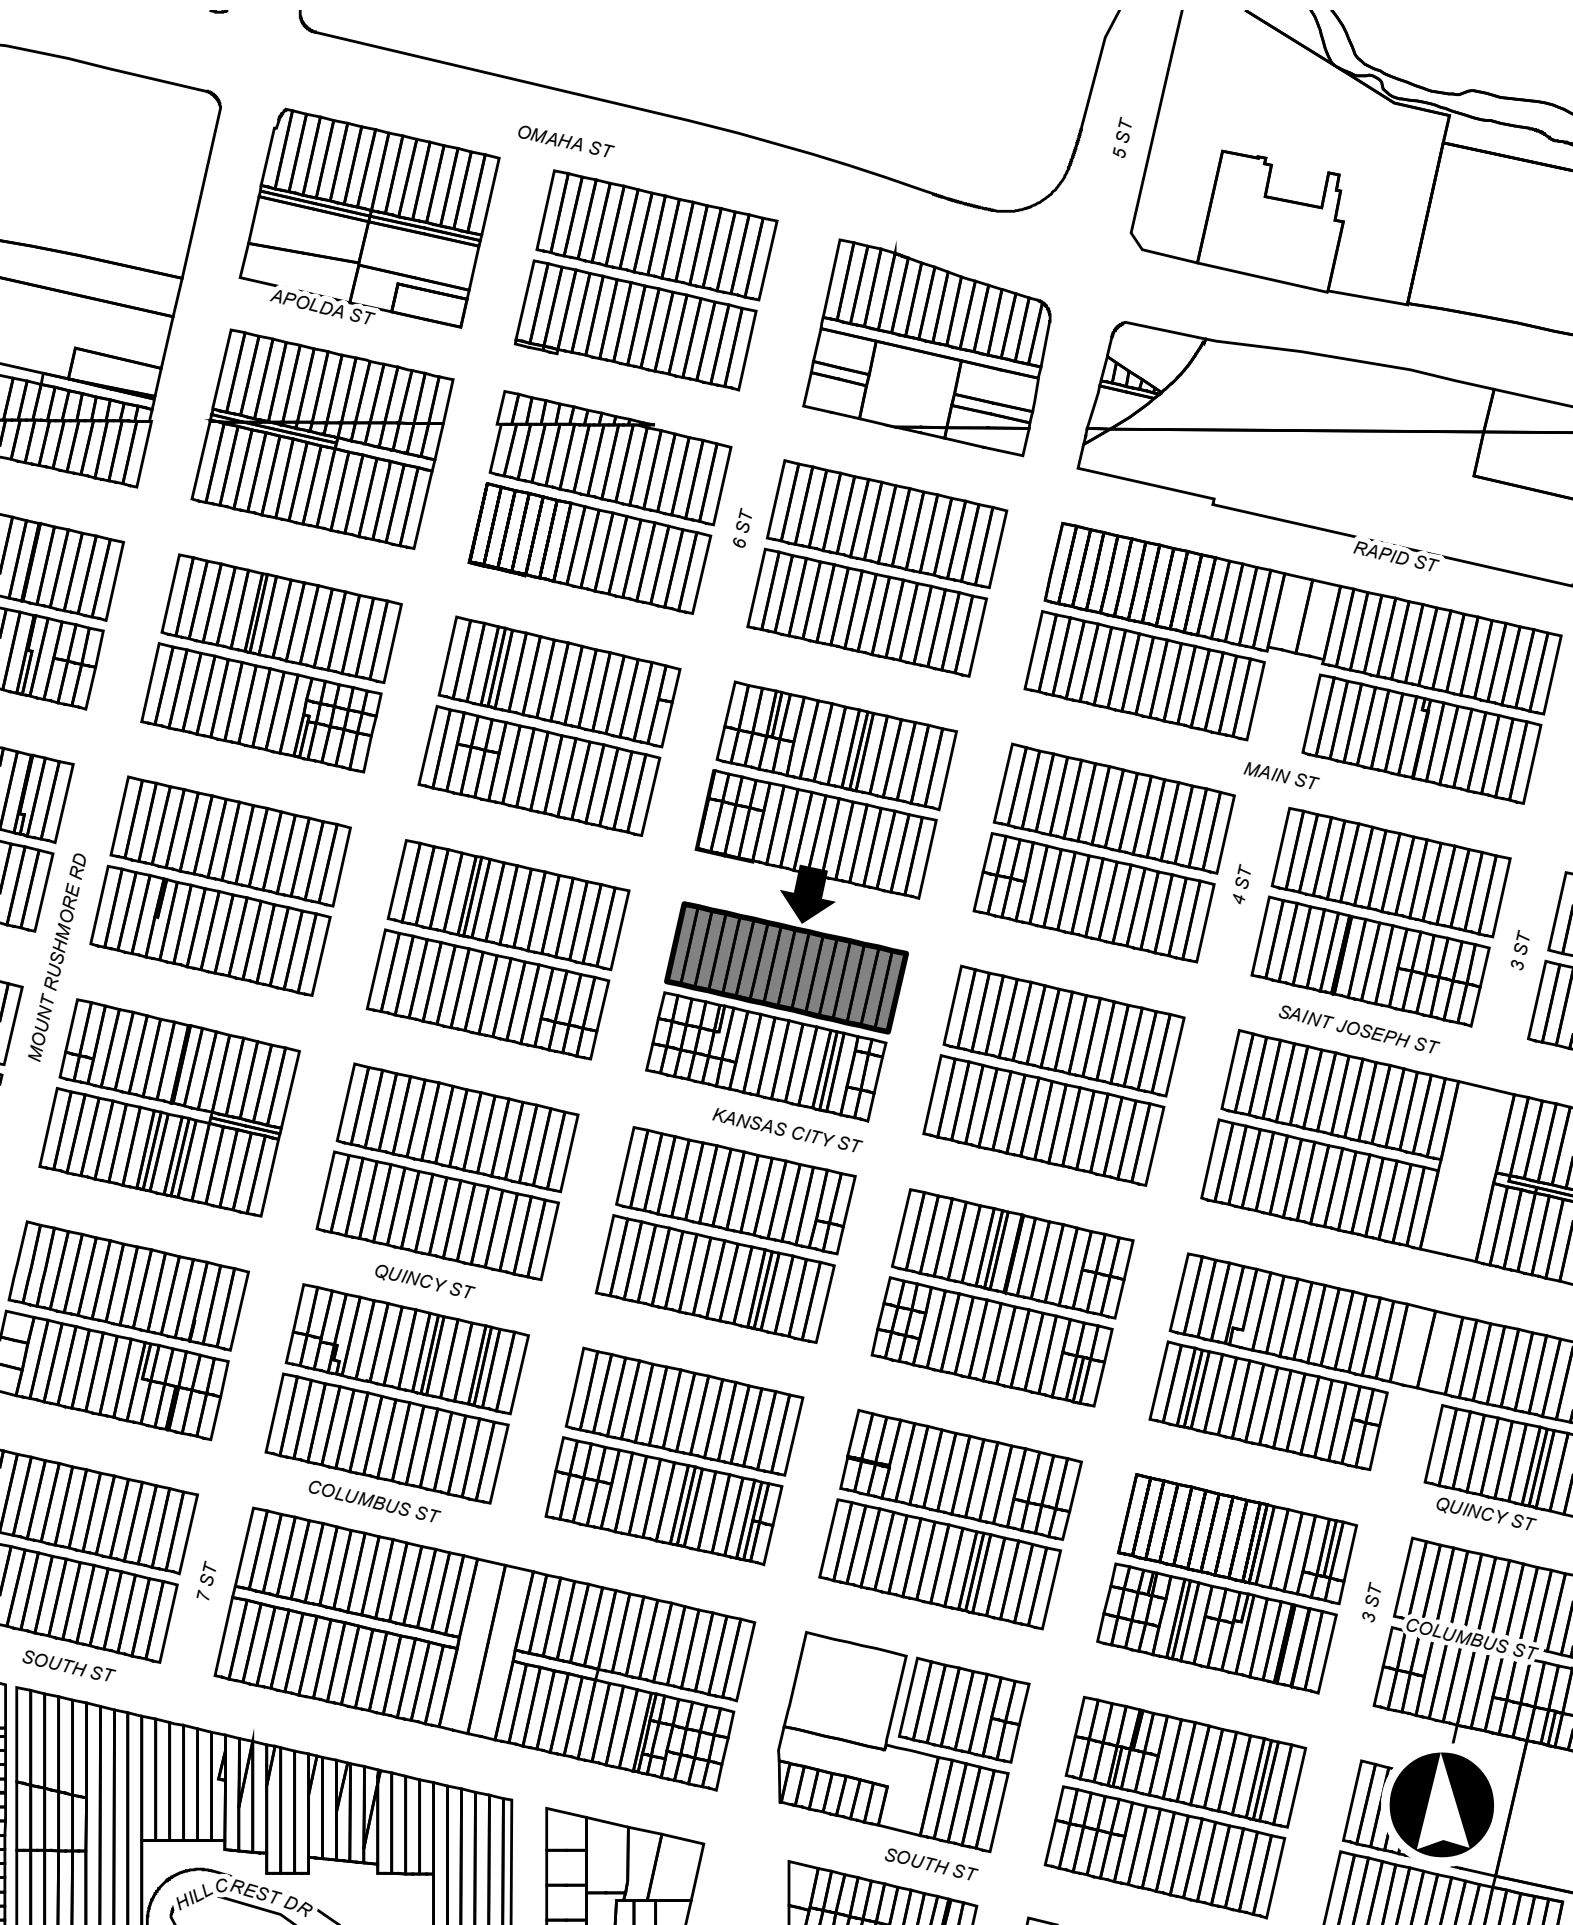 OMAHA ST
5 ST
APOLDA ST
6 ST
RAPID ST
MAIN ST
4 ST
3 ST
MOUNT RUSHMORE RD
SAINT JOSEPH ST
KANSAS CITY ST
QUINCY ST
COLUMBUS ST
QUINCY ST
7 ST
3 ST
COLUMBUS ST
SOUTH ST
SOUTH ST
HILLCREST DR